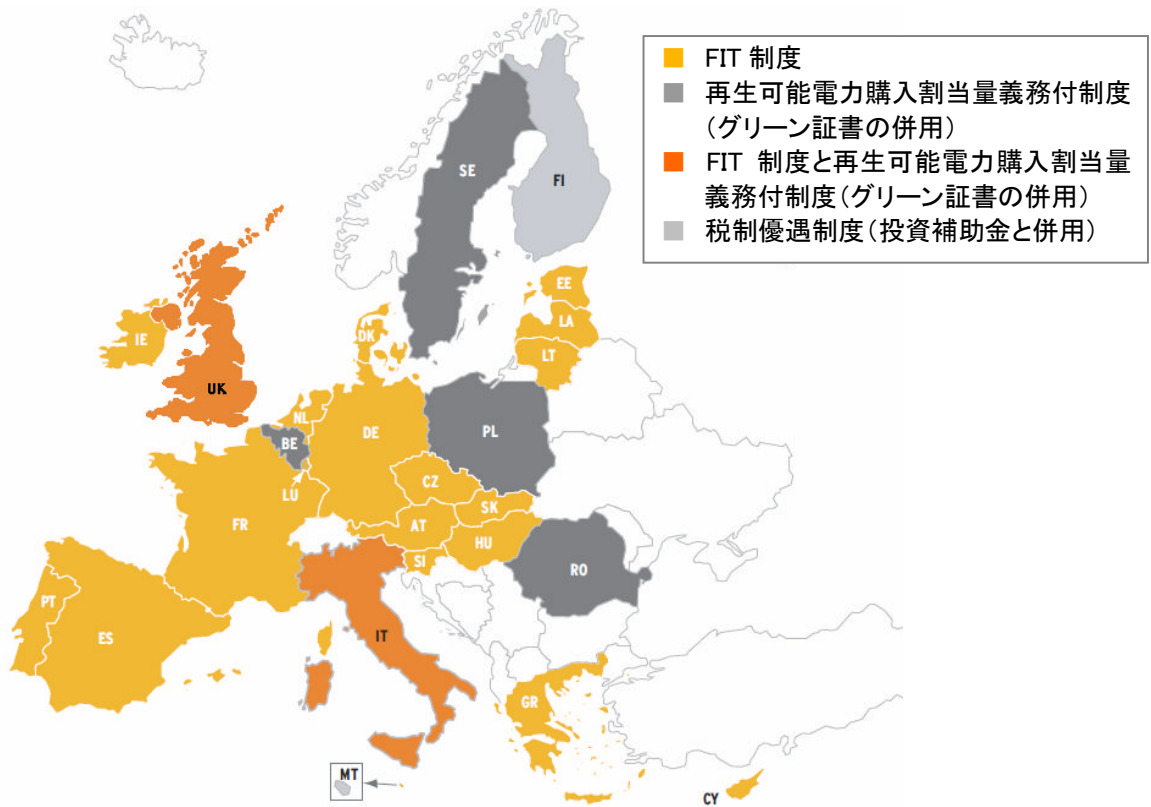 FIT 制度
再生可能電力購入割当量義務付制度
（グリーン証書の併用）
FIT 制度と再生可能電力購入割当量
義務付制度（グリーン証書の併用）
税制優遇制度（投資補助金と併用）
SE
FI
EE
LA
LT
DK
IE
UK
NL
BE
DE
PL
LU
CZ
SK
FR
AT
HU
SI
RO
PT
ES
IT
GR
MT
CY